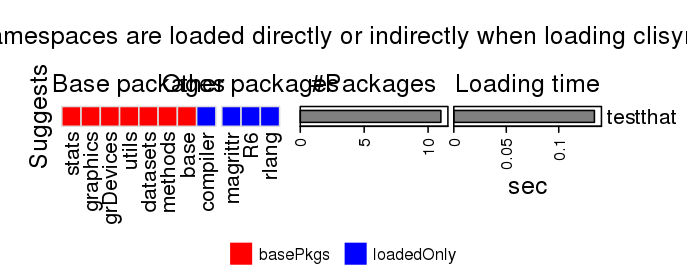 amespaces are loaded directly or indirectly when loading clisym
Base packages
Other packages
#Packages
Loading time
Suggests
testthat
stats
graphics
grDevices
utils
datasets
methods
base
compiler
magrittr
R6
rlang
0
5
10
0
0.05
0.1
sec
basePkgs
loadedOnly